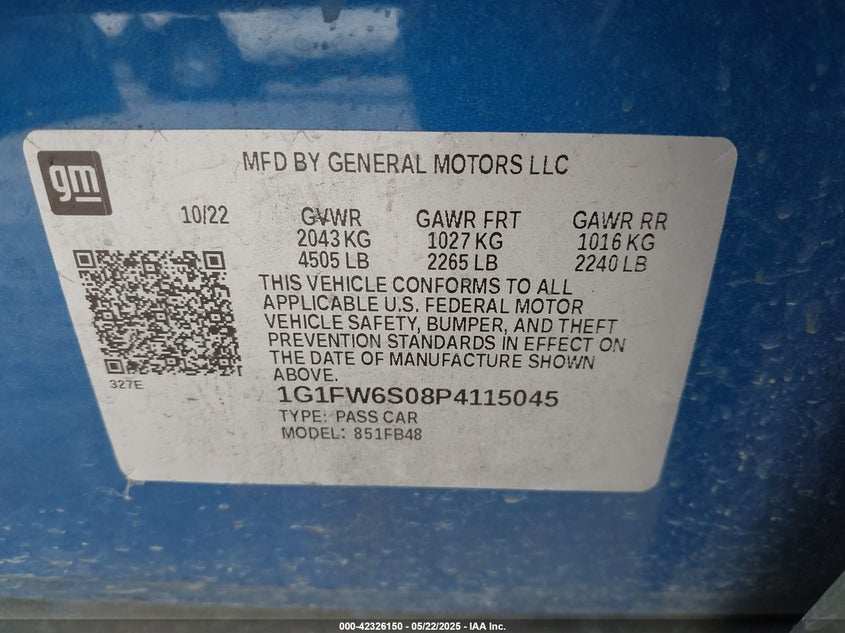 gm
MFD BY GENERAL MOTORS LLC
10/22 GVWR GAWR FRT GAWR RR
2043 KG 1027 KG 1016 KG
4505 LB 2265 LB 2240 LB
THIS VEHICLE CONFORMS TO ALL
APPLICABLE U.S. FEDERAL MOTOR
VEHICLE SAFETY, BUMPER, AND THEFT
PREVENTION STANDARDS IN EFFECT ON
THE DATE OF MANUFACTURE SHOWN
ABOVE.
327E
1G1FW6S08P4115045
TYPE: PASS CAR
MODEL: 851FB48
000-42326150 - 05/22/2025 - IAA Inc.